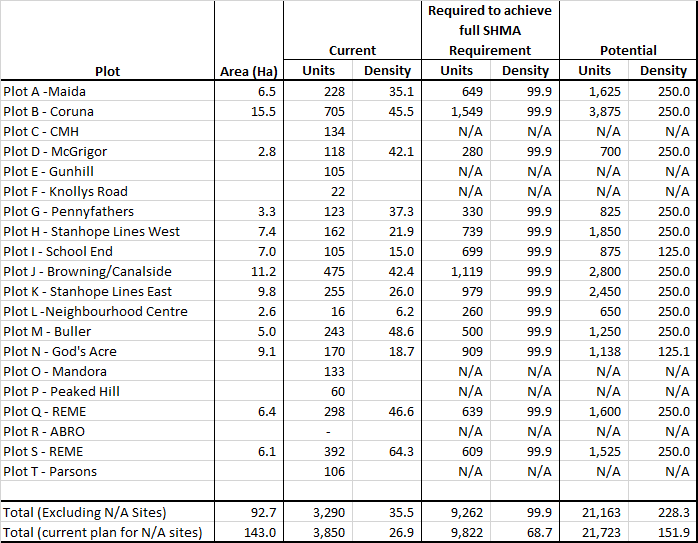 Required to achieve
full SHMA
Current Requirement Potential
Plot Area (Ha) Units Density Units Density Units Density
Plot A -Maida 6.5 228 35.1 649 99.9 1,625 250.0
Plot B - Coruna 15.5 705 45.5 1,549 99.9 3,875 250.0
Plot C - CMH 134 N/A N/A N/A N/A
Plot D - McGrigor 2.8 118 42.1 280 99.9 700 250.0
Plot E - Gunhill 105 N/A N/A N/A N/A
Plot F - Knollys Road 22 N/A N/A N/A N/A
Plot G - Pennyfathers 3.3 123 37.3 330 99.9 825 250.0
Plot H - Stanhope Lines West 7.4 162 21.9 739 99.9 1,850 250.0
Plot I - School End 7.0 105 15.0 699 99.9 875 125.0
Plot J - Browning/Canalside 11.2 475 42.4 1,119 99.9 2,800 250.0
Plot K - Stanhope Lines East 9.8 255 26.0 979 99.9 2,450 250.0
Plot L -Neighbourhood Centre 2.6 16 6.2 260 99.9 650 250.0
Plot M - Buller 5.0 243 48.6 500 99.9 1,250 250.0
Plot N - God's Acre 9.1 170 18.7 909 99.9 1,138 125.1
Plot O - Mandora 133 N/A N/A N/A N/A
Plot P - Peaked Hill 60 N/A N/A N/A N/A
Plot Q - REME 6.4 298 46.6 639 99.9 1,600 250.0
Plot R - ABRO - N/A N/A N/A N/A
Plot S - REME 6.1 392 64.3 609 99.9 1,525 250.0
Plot T - Parsons 106 N/A N/A N/A N/A
Total (Excluding N/A Sites) 92.7 3,290 35.5 9,262 99.9 21,163 228.3
Total (current plan for N/A sites) 143.0 3,850 26.9 9,822 68.7 21,723 151.9